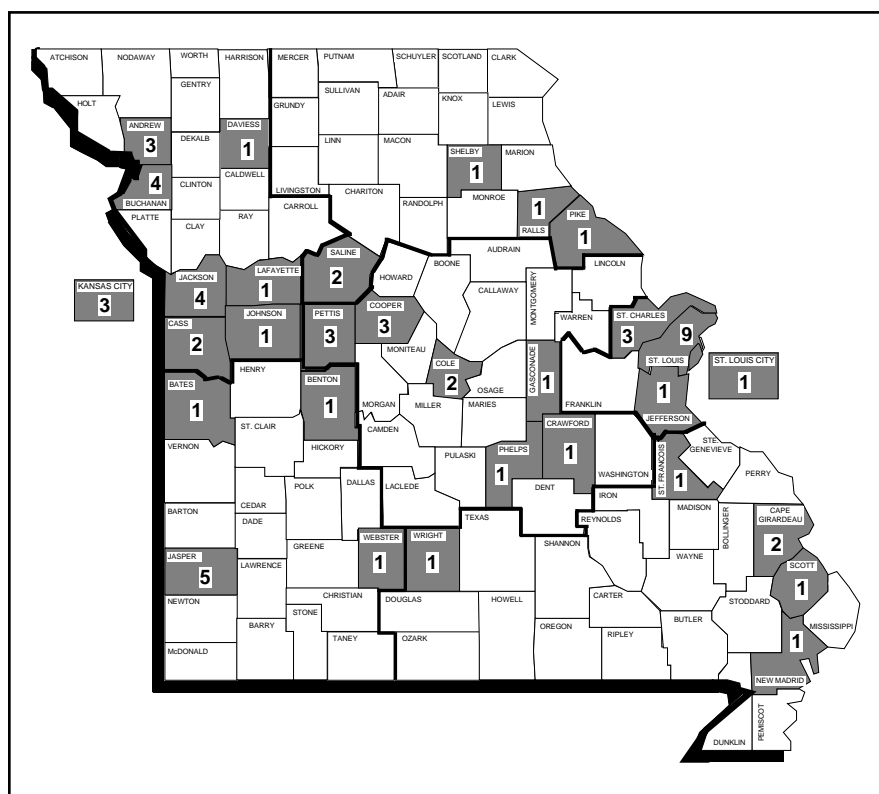 ATCHISON
NODAWAY
WORTH
HARRISON
MERCER
PUTNAM
SCHUYLER
SCOTLAND
CLARK
GENTRY
SULLIVAN
ADAIR
KNOX
LEWIS
HOLT
GRUNDY
ANDREW
3
DEKALB
DAVIESS
1
LINN
MACON
SHELBY
1
MARION
4
BUCHANAN
CLINTON
CALDWELL
LIVINGSTON
CHARITON
RANDOLPH
MONROE
1
RALLS
PIKE
1
PLATTE
CLAY
RAY
CARROLL
AUDRAIN
SALINE
2
HOWARD
BOONE
LINCOLN
KANSAS CITY
3
JACKSON
4
LAFAYETTE
1
CALLAWAY
MONTGOMERY
WARREN
ST. CHARLES
3
9
ST. LOUIS
CASS
2
JOHNSON
1
PETTIS
3
COOPER
3
MONITEAU
COLE
2
OSAGE
GASCONADE
1
FRANKLIN
1
JEFFERSON
ST. LOUIS CITY
1
BATES
1
HENRY
BENTON
1
MORGAN
MILLER
MARIES
CRAWFORD
1
ST. CLAIR
CAMDEN
VERNON
HICKORY
PULASKI
PHELPS
1
WASHINGTON
ST. FRANCOIS
1
STE.
GENEVIEVE
PERRY
DENT
IRON
CEDAR
POLK
DALLAS
LACLEDE
TEXAS
REYNOLDS
MADISON
BOLLINGER
CAPE
GIRARDEAU
2
BARTON
DADE
GREENE
WEBSTER
1
WRIGHT
1
SHANNON
WAYNE
JASPER
5
LAWRENCE
SCOTT
1
NEWTON
CHRISTIAN
DOUGLAS
HOWELL
CARTER
STODDARD
MISSISSIPPI
STONE
BARRY
TANEY
OZARK
OREGON
RIPLEY
BUTLER
1
NEW MADRID
McDONALD
DUNKLIN
PEMISCOT